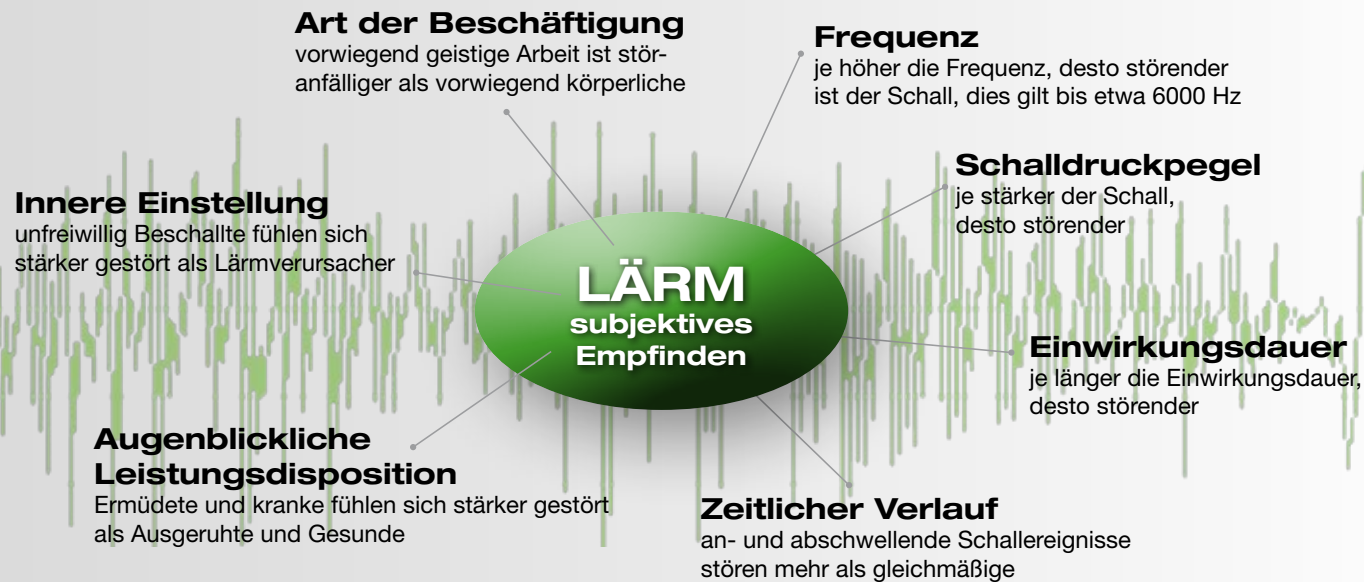 Art der Beschäftigung
vorwiegend geistige Arbeit ist stör-
anfälliger als vorwiegend körperliche
Frequenz
je höher die Frequenz, desto störender
ist der Schall, dies gilt bis etwa 6000 Hz
Schalldruckpegel
je stärker der Schall,
desto störender
Innere Einstellung
unfreiwillig Beschallte fühlen sich
stärker gestört als Lärmverursacher
LÄRM
subjektives
Empfinden
Einwirkungsdauer
je länger die Einwirkungsdauer,
desto störender
Augenblickliche
Leistungsdisposition
Ermüdete und kranke fühlen sich stärker gestört
als Ausgeruhte und Gesunde
Zeitlicher Verlauf
an- und abschwellende Schallereignisse
stören mehr als gleichmäßige